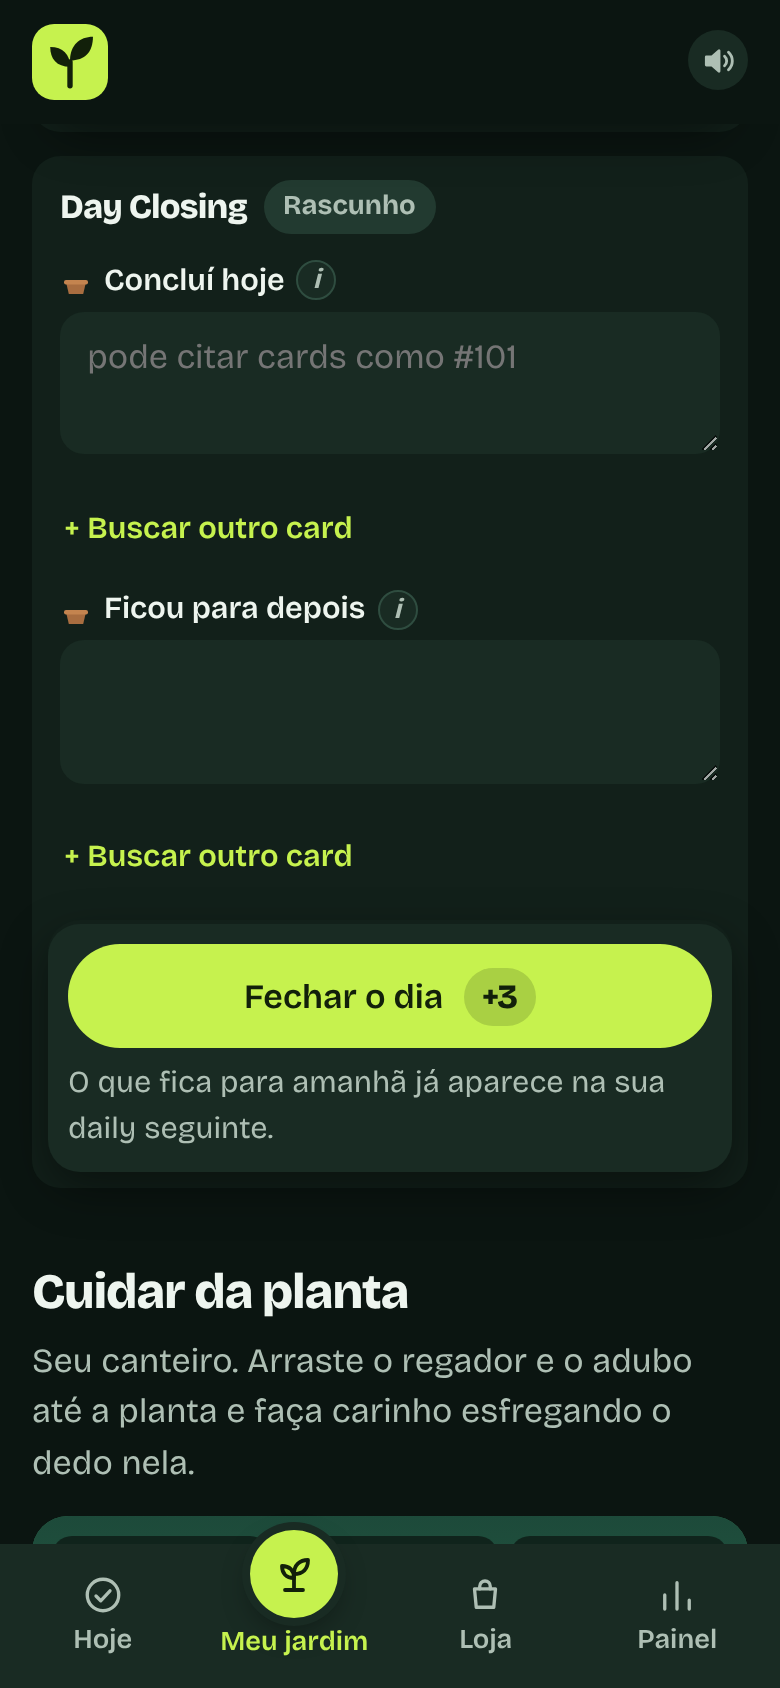 Day Closing Rascunho
Concluí hoje i
pode citar cards como #101
+ Buscar outro card
Ficou para depois i
+ Buscar outro card
Fechar o dia +3
O que fica para amanhã já aparece na sua
daily seguinte.
Cuidar da planta
Seu canteiro. Arraste o regador e o adubo
até a planta e faça carinho esfregando o
dedo nela.
Hoje Meu jardim Loja Painel